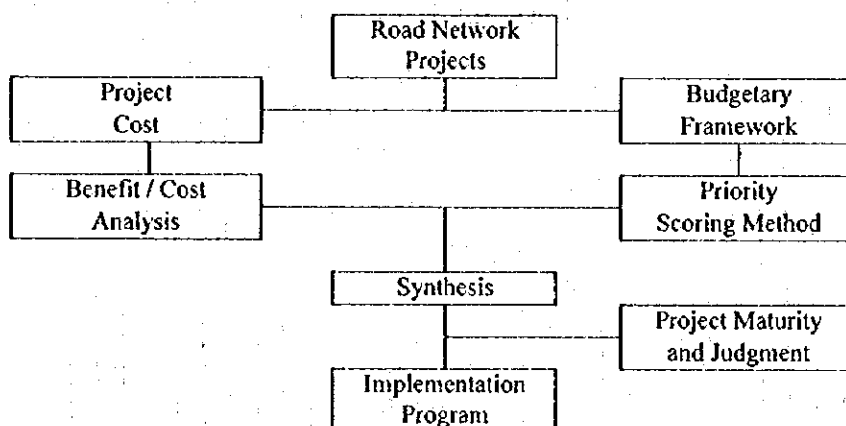 Road Network
Projects
Project
Cost
Budgetary
Framework
Benefit / Cost
Analysis
Priority
Scoring Method
Synthesis
Project Maturity
and Judgment
Implementation
Program